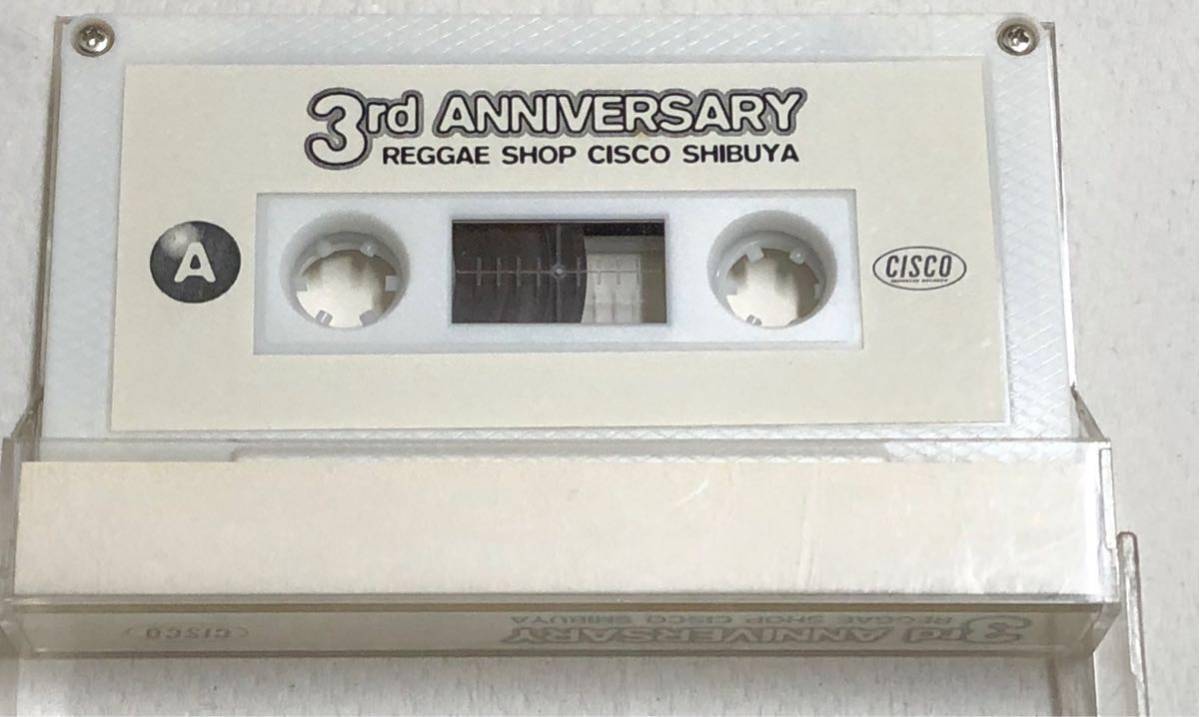 3rd ANNIVERSARY
REGGAE SHOP CISCO SHIBUYA
A
CISCO
3rd ANNIVERSARY
REGGAE SHOP CISCO SHIBUYA
CISCO